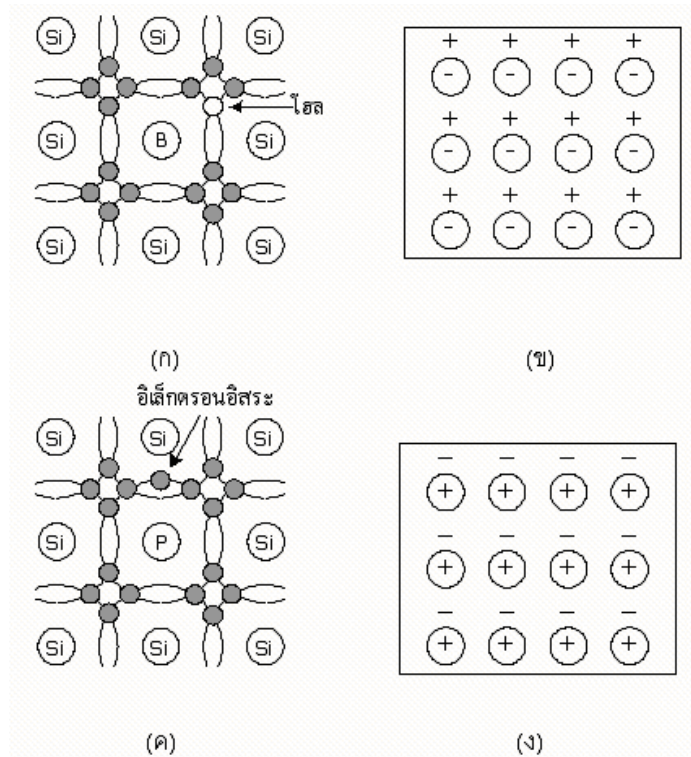 Si Si Si + + + +
- - - -
โฮล
Si B Si + + + +
- - - -
+ + + +
Si Si Si - - - -
(ก) (ข)
อิเล็กตรอนอิสระ
Si Si Si − − − −
+ + + +
Si P Si − − − −
+ + + +
− − − −
Si Si Si + + + +
(ค) (ง)